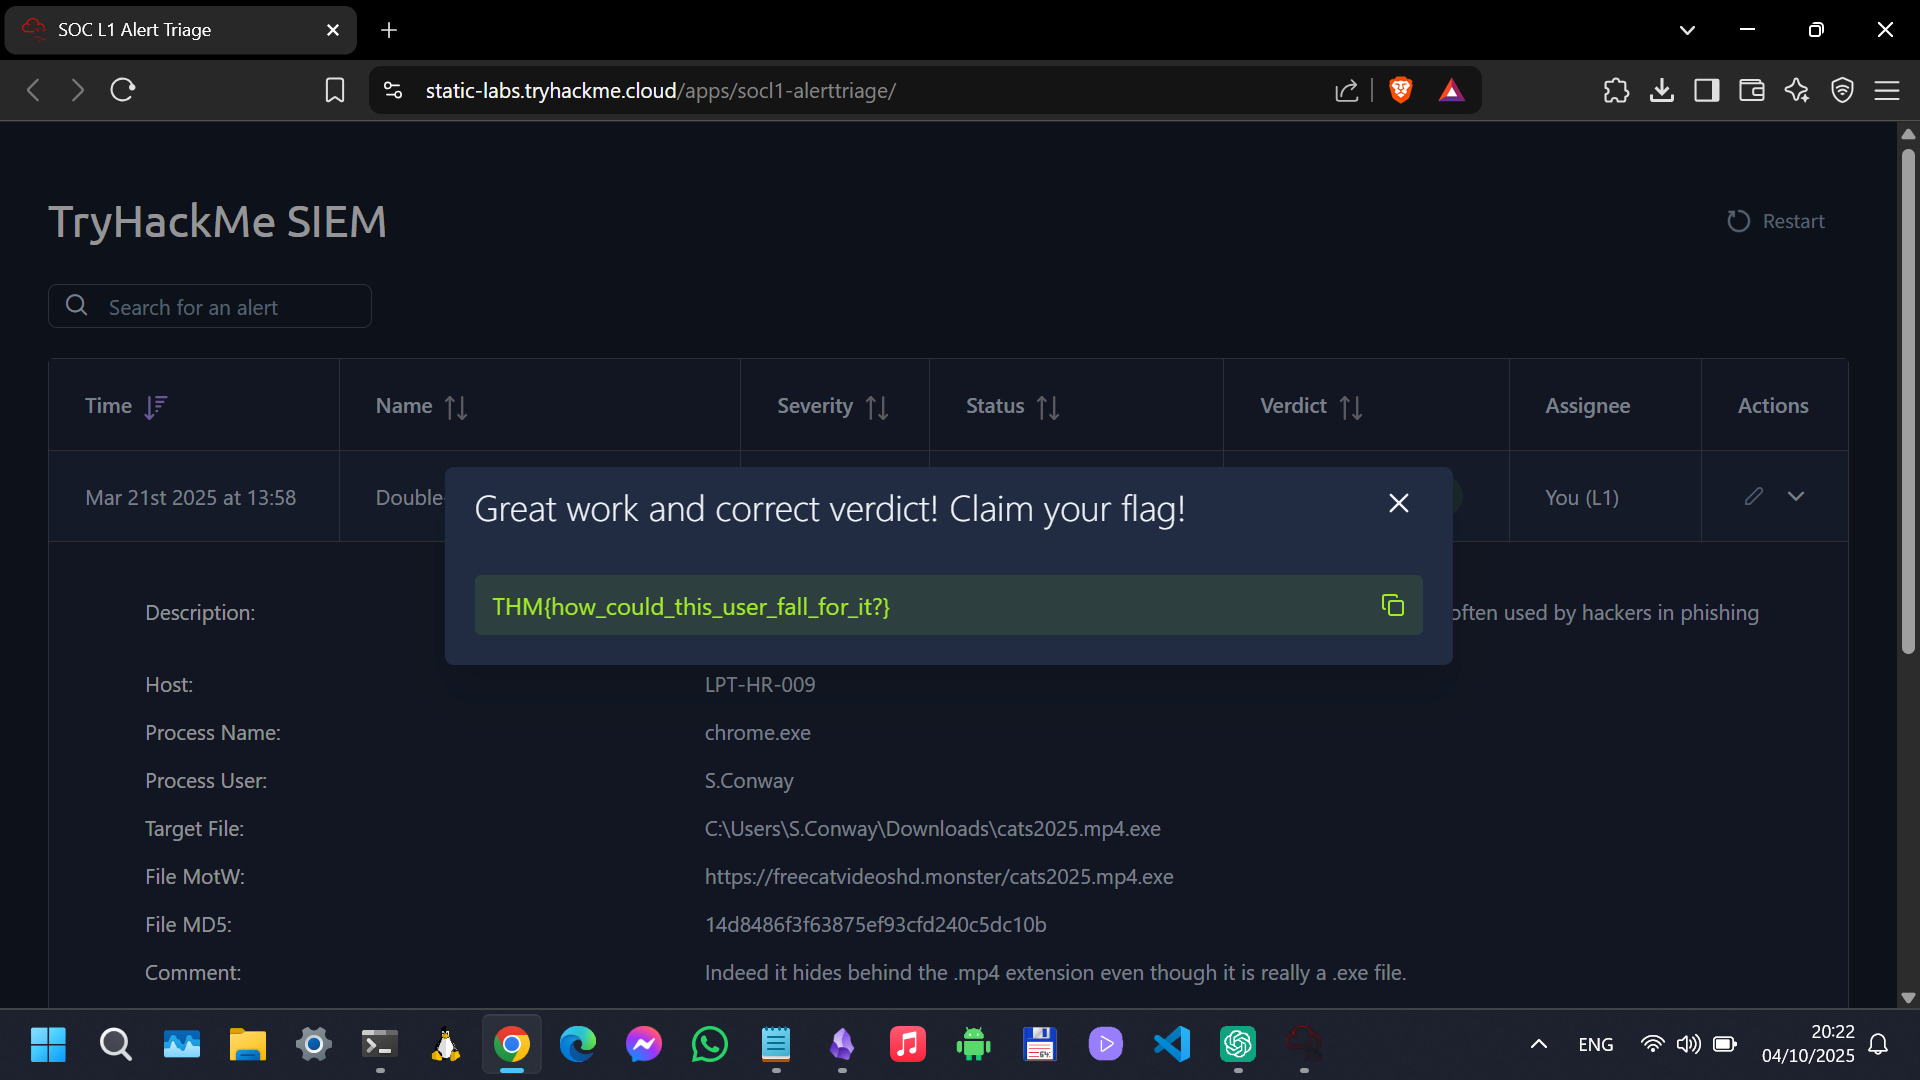 SOC L1 Alert Triage
static-labs.tryhackme.cloud/apps/socl1-alerttriage/
TryHackMe SIEM
Restart
Search for an alert
Time Name Severity Status Verdict Assignee Actions
Mar 21st 2025 at 13:58 Double- You (L1)
Great work and correct verdict! Claim your flag!
THM{how_could_this_user_fall_for_it?}
Description: often used by hackers in phishing
Host: LPT-HR-009
Process Name: chrome.exe
Process User: S.Conway
Target File: C:\Users\S.Conway\Downloads\cats2025.mp4.exe
File MotW: https://freecatvideoshd.monster/cats2025.mp4.exe
File MD5: 14d8486f3f63875ef93cfd240c5dc10b
Comment: Indeed it hides behind the .mp4 extension even though it is really a .exe file.
64
ENG
20:22
04/10/2025